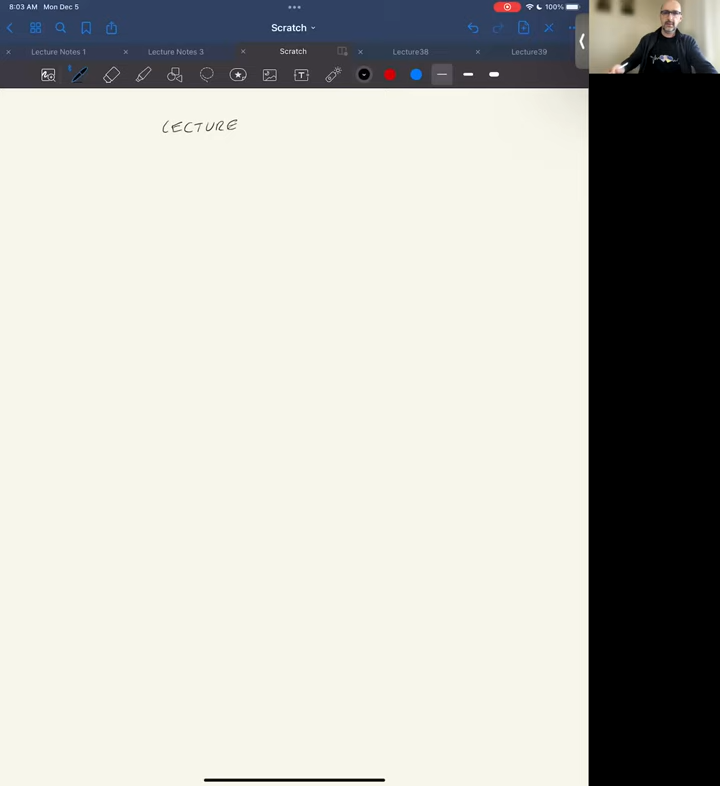 8:03 AM Mon Dec 5
100%
Scratch
Lecture Notes 1
Lecture Notes 3
Scratch
Lecture38
Lecture39
T
LECTURE